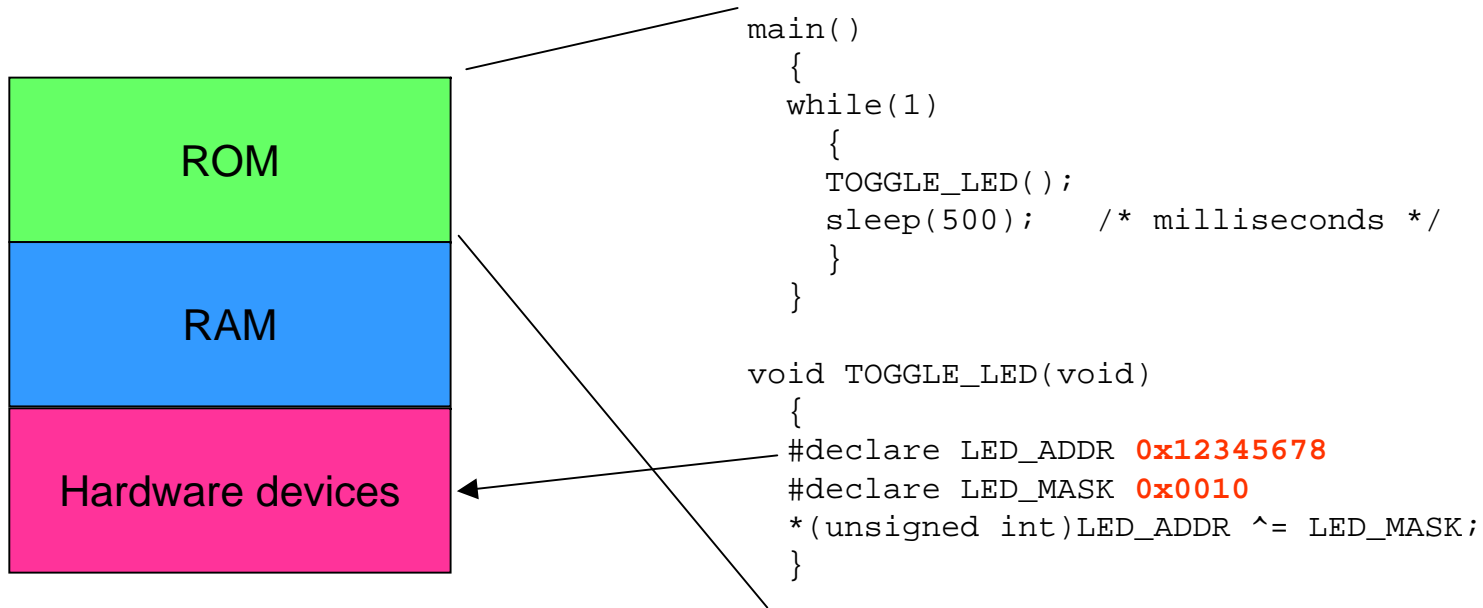 ROM
RAM
Hardware devices
main()
{
while(1)
{
TOGGLE_LED();
sleep(500); /* milliseconds */
}
}
void TOGGLE_LED(void)
{
#declare LED_ADDR 0x12345678
#declare LED_MASK 0x0010
*(unsigned int)LED_ADDR ^= LED_MASK;
}